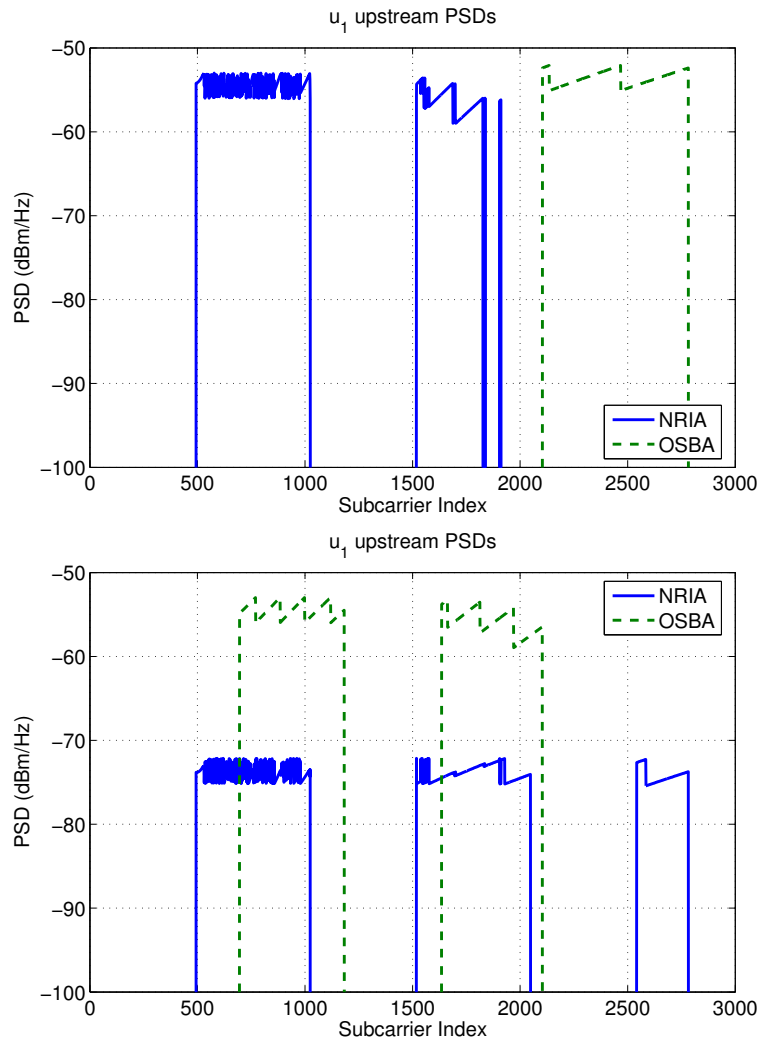 u1 upstream PSDs
−50
−60
−70
−80
−90
−100
PSD (dBm/Hz)
NRIA
OSBA
0
500
1000
1500
2000
2500
3000
Subcarrier Index
u1 upstream PSDs
−50
−60
−70
−80
−90
−100
PSD (dBm/Hz)
NRIA
OSBA
0
500
1000
1500
2000
2500
3000
Subcarrier Index